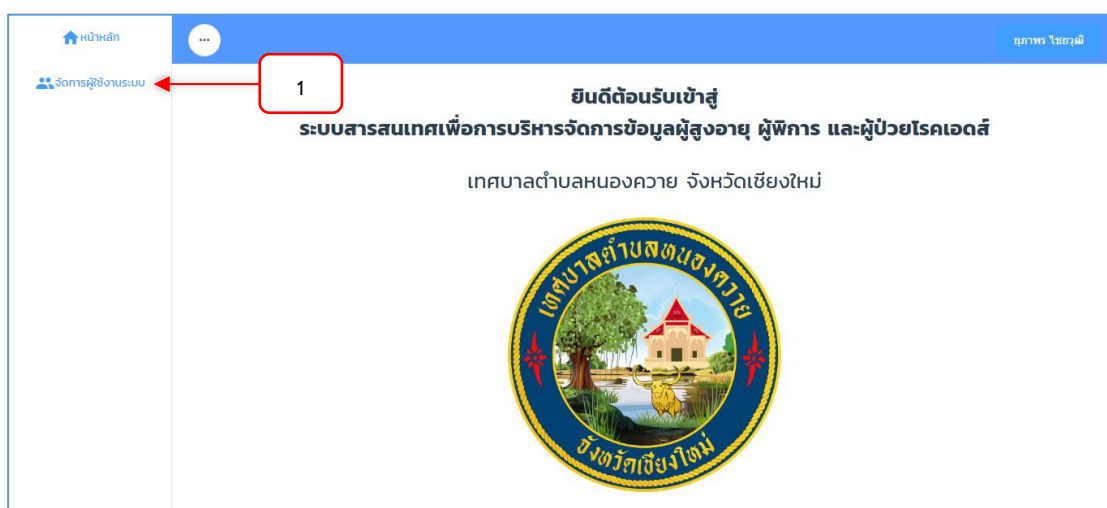 หน้าหลัก
...
ยุภาพร ไชยวุฒิ
จัดการผู้ใช้งานระบบ
1
ยินดีต้อนรับเข้าสู่
ระบบสารสนเทศเพื่อการบริหารจัดการข้อมูลผู้สูงอายุ ผู้พิการ และผู้ป่วยโรคเอดส์
เทศบาลตำบลหนองควาย จังหวัดเชียงใหม่
เทศบาลตำบลหนองควาย
จังหวัดเชียงใหม่